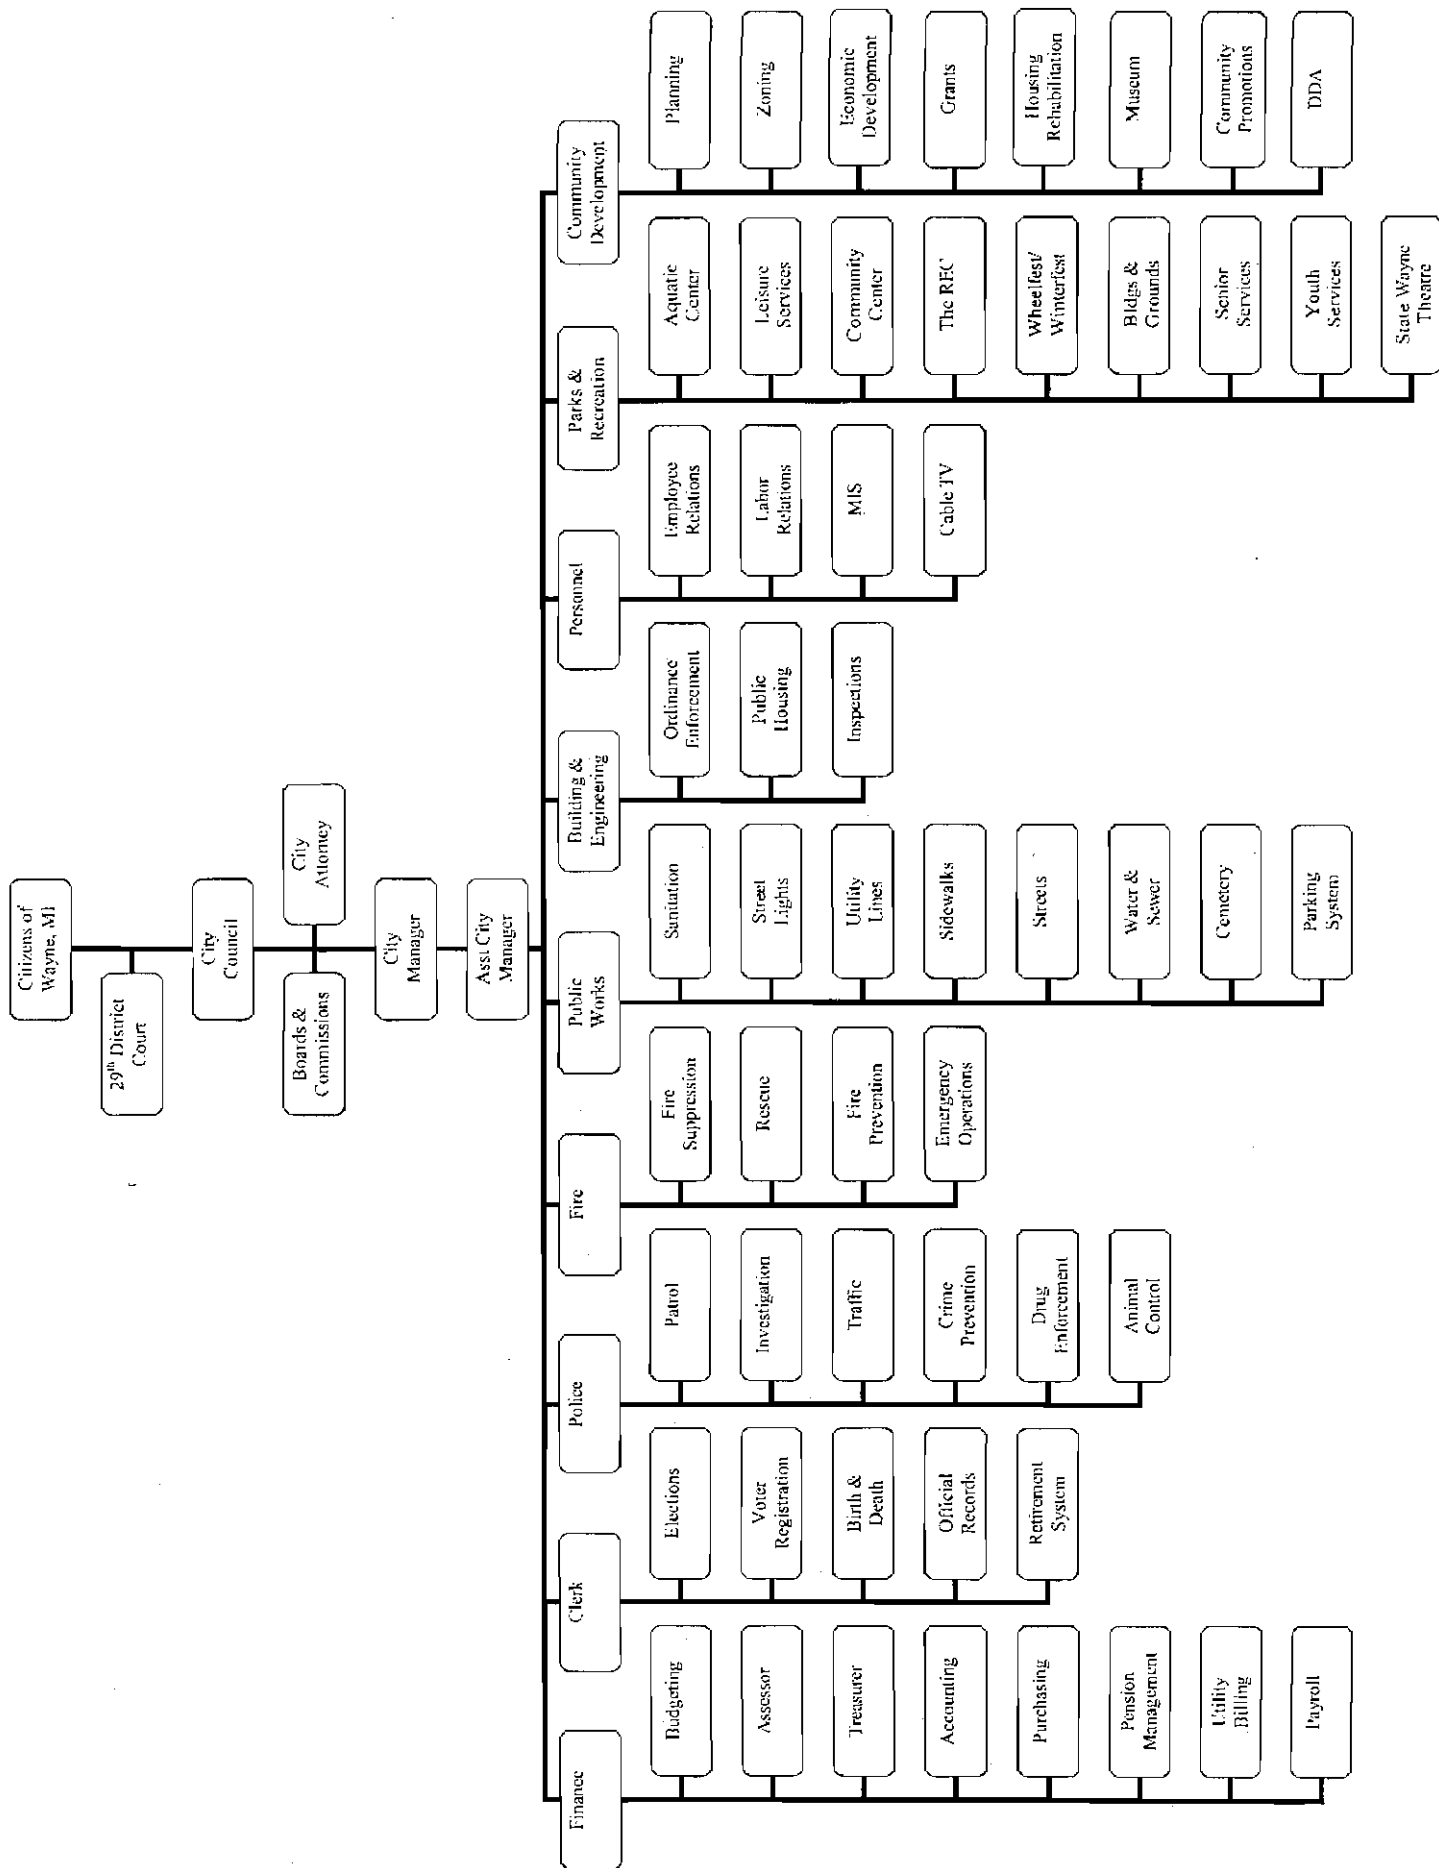 Citizens of
Wayne, MI
29th District
Court
City
Council
Boards &
Commissions
City
Attorney
City
Manager
Asst City
Manager
Finance
Budgeting
Assessor
Treasurer
Accounting
Purchasing
Pension
Management
Utility
Billing
Payroll
Clerk
Elections
Voter
Registration
Birth &
Death
Official
Records
Retirement
System
Police
Patrol
Investigation
Traffic
Crime
Prevention
Drug
Enforcement
Animal
Control
Fire
Fire
Suppression
Rescue
Fire
Prevention
Emergency
Operations
Public
Works
Sanitation
Street
Lights
Utility
Lines
Sidewalks
Streets
Water &
Sewer
Cemetery
Parking
System
Building &
Engineering
Ordinance
Enforcement
Public
Housing
Inspections
Personnel
Employee
Relations
Labor
Relations
MIS
Cable TV
Parks &
Recreation
Aquatic
Center
Leisure
Services
Community
Center
The REC
Wheelfest/
Winterfest
Bldgs &
Grounds
Senior
Services
Youth
Services
State Wayne
Theatre
Community
Development
Planning
Zoning
Economic
Development
Grants
Housing
Rehabilitation
Museum
Community
Promotions
DDA